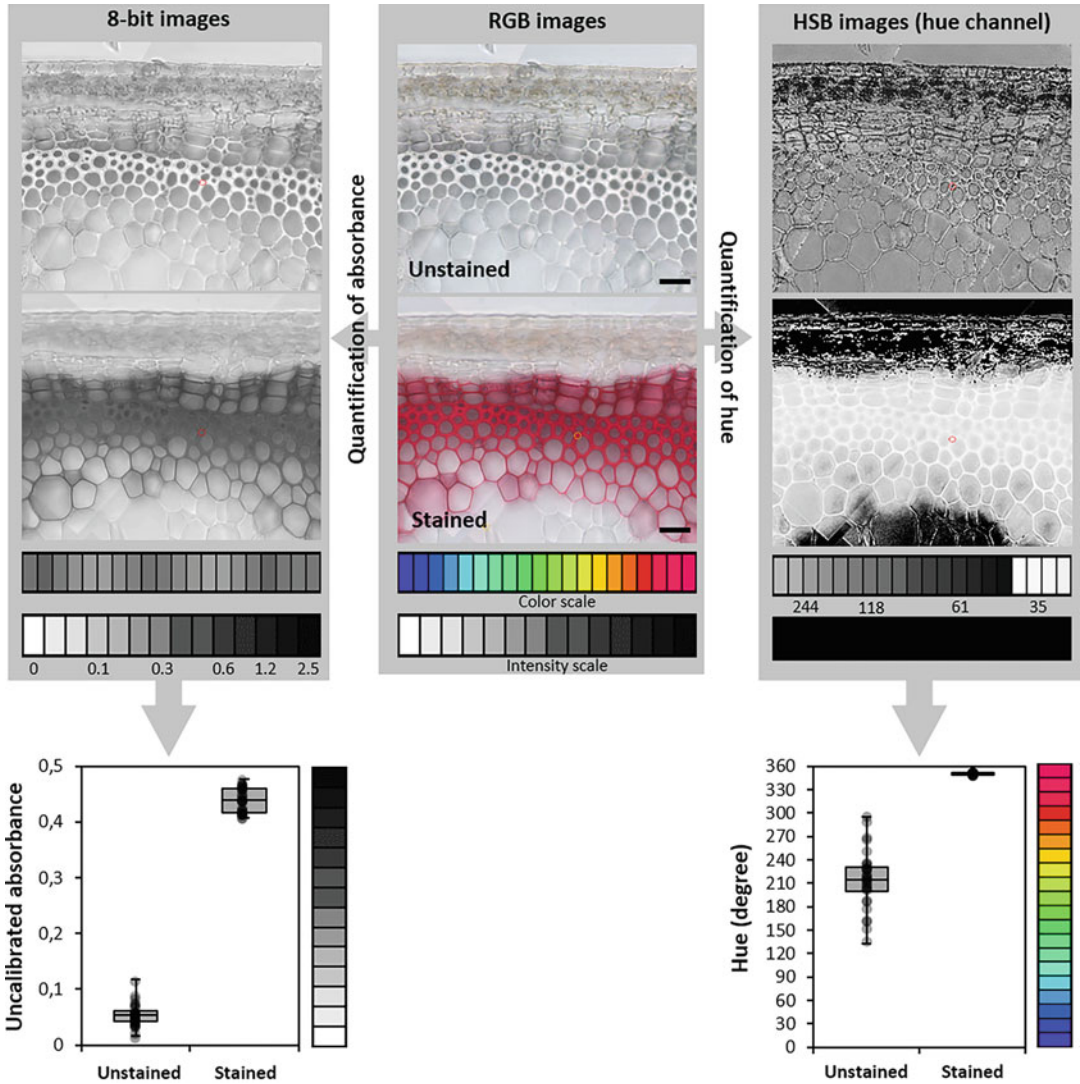 8-bit images
RGB images
HSB images (hue channel)
Quantification of absorbance
Quantification of hue
Unstained
Stained
0 0.1 0.3 0.6 1.2 2.5
Color scale
Intensity scale
244 118 61 35
Uncalibrated absorbance
0,5
0,4
0,3
0,2
0,1
0
Unstained Stained
Hue (degree)
360
330
300
270
240
210
180
150
120
90
60
30
0
Unstained Stained